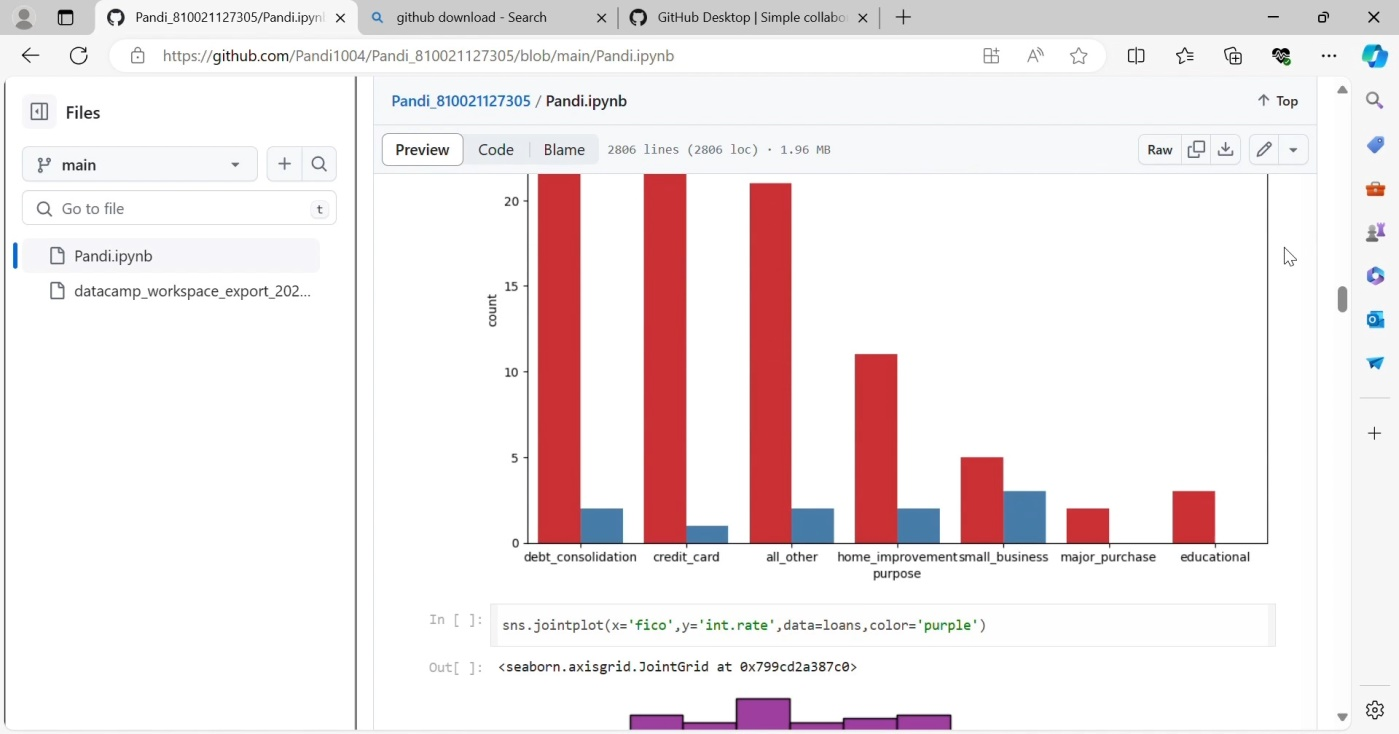 Pandi_810021127305/Pandi.ipyn
github download - Search
GitHub Desktop | Simple collabo
https://github.com/Pandi1004/Pandi_810021127305/blob/main/Pandi.ipynb
Files
main
Go to file
t
Pandi.ipynb
datacamp_workspace_export_202...
Pandi_810021127305 / Pandi.ipynb
Top
Preview
Code
Blame
2806 lines (2806 loc) · 1.96 MB
Raw
20
15
10
5
0
count
debt_consolidation
credit_card
all_other
home_improvement
small_business
major_purchase
educational
purpose
In [ ]:
sns.jointplot(x='fico',y='int.rate',data=loans,color='purple')
Out[ ]:
<seaborn.axisgrid.JointGrid at 0x799cd2a387c0>